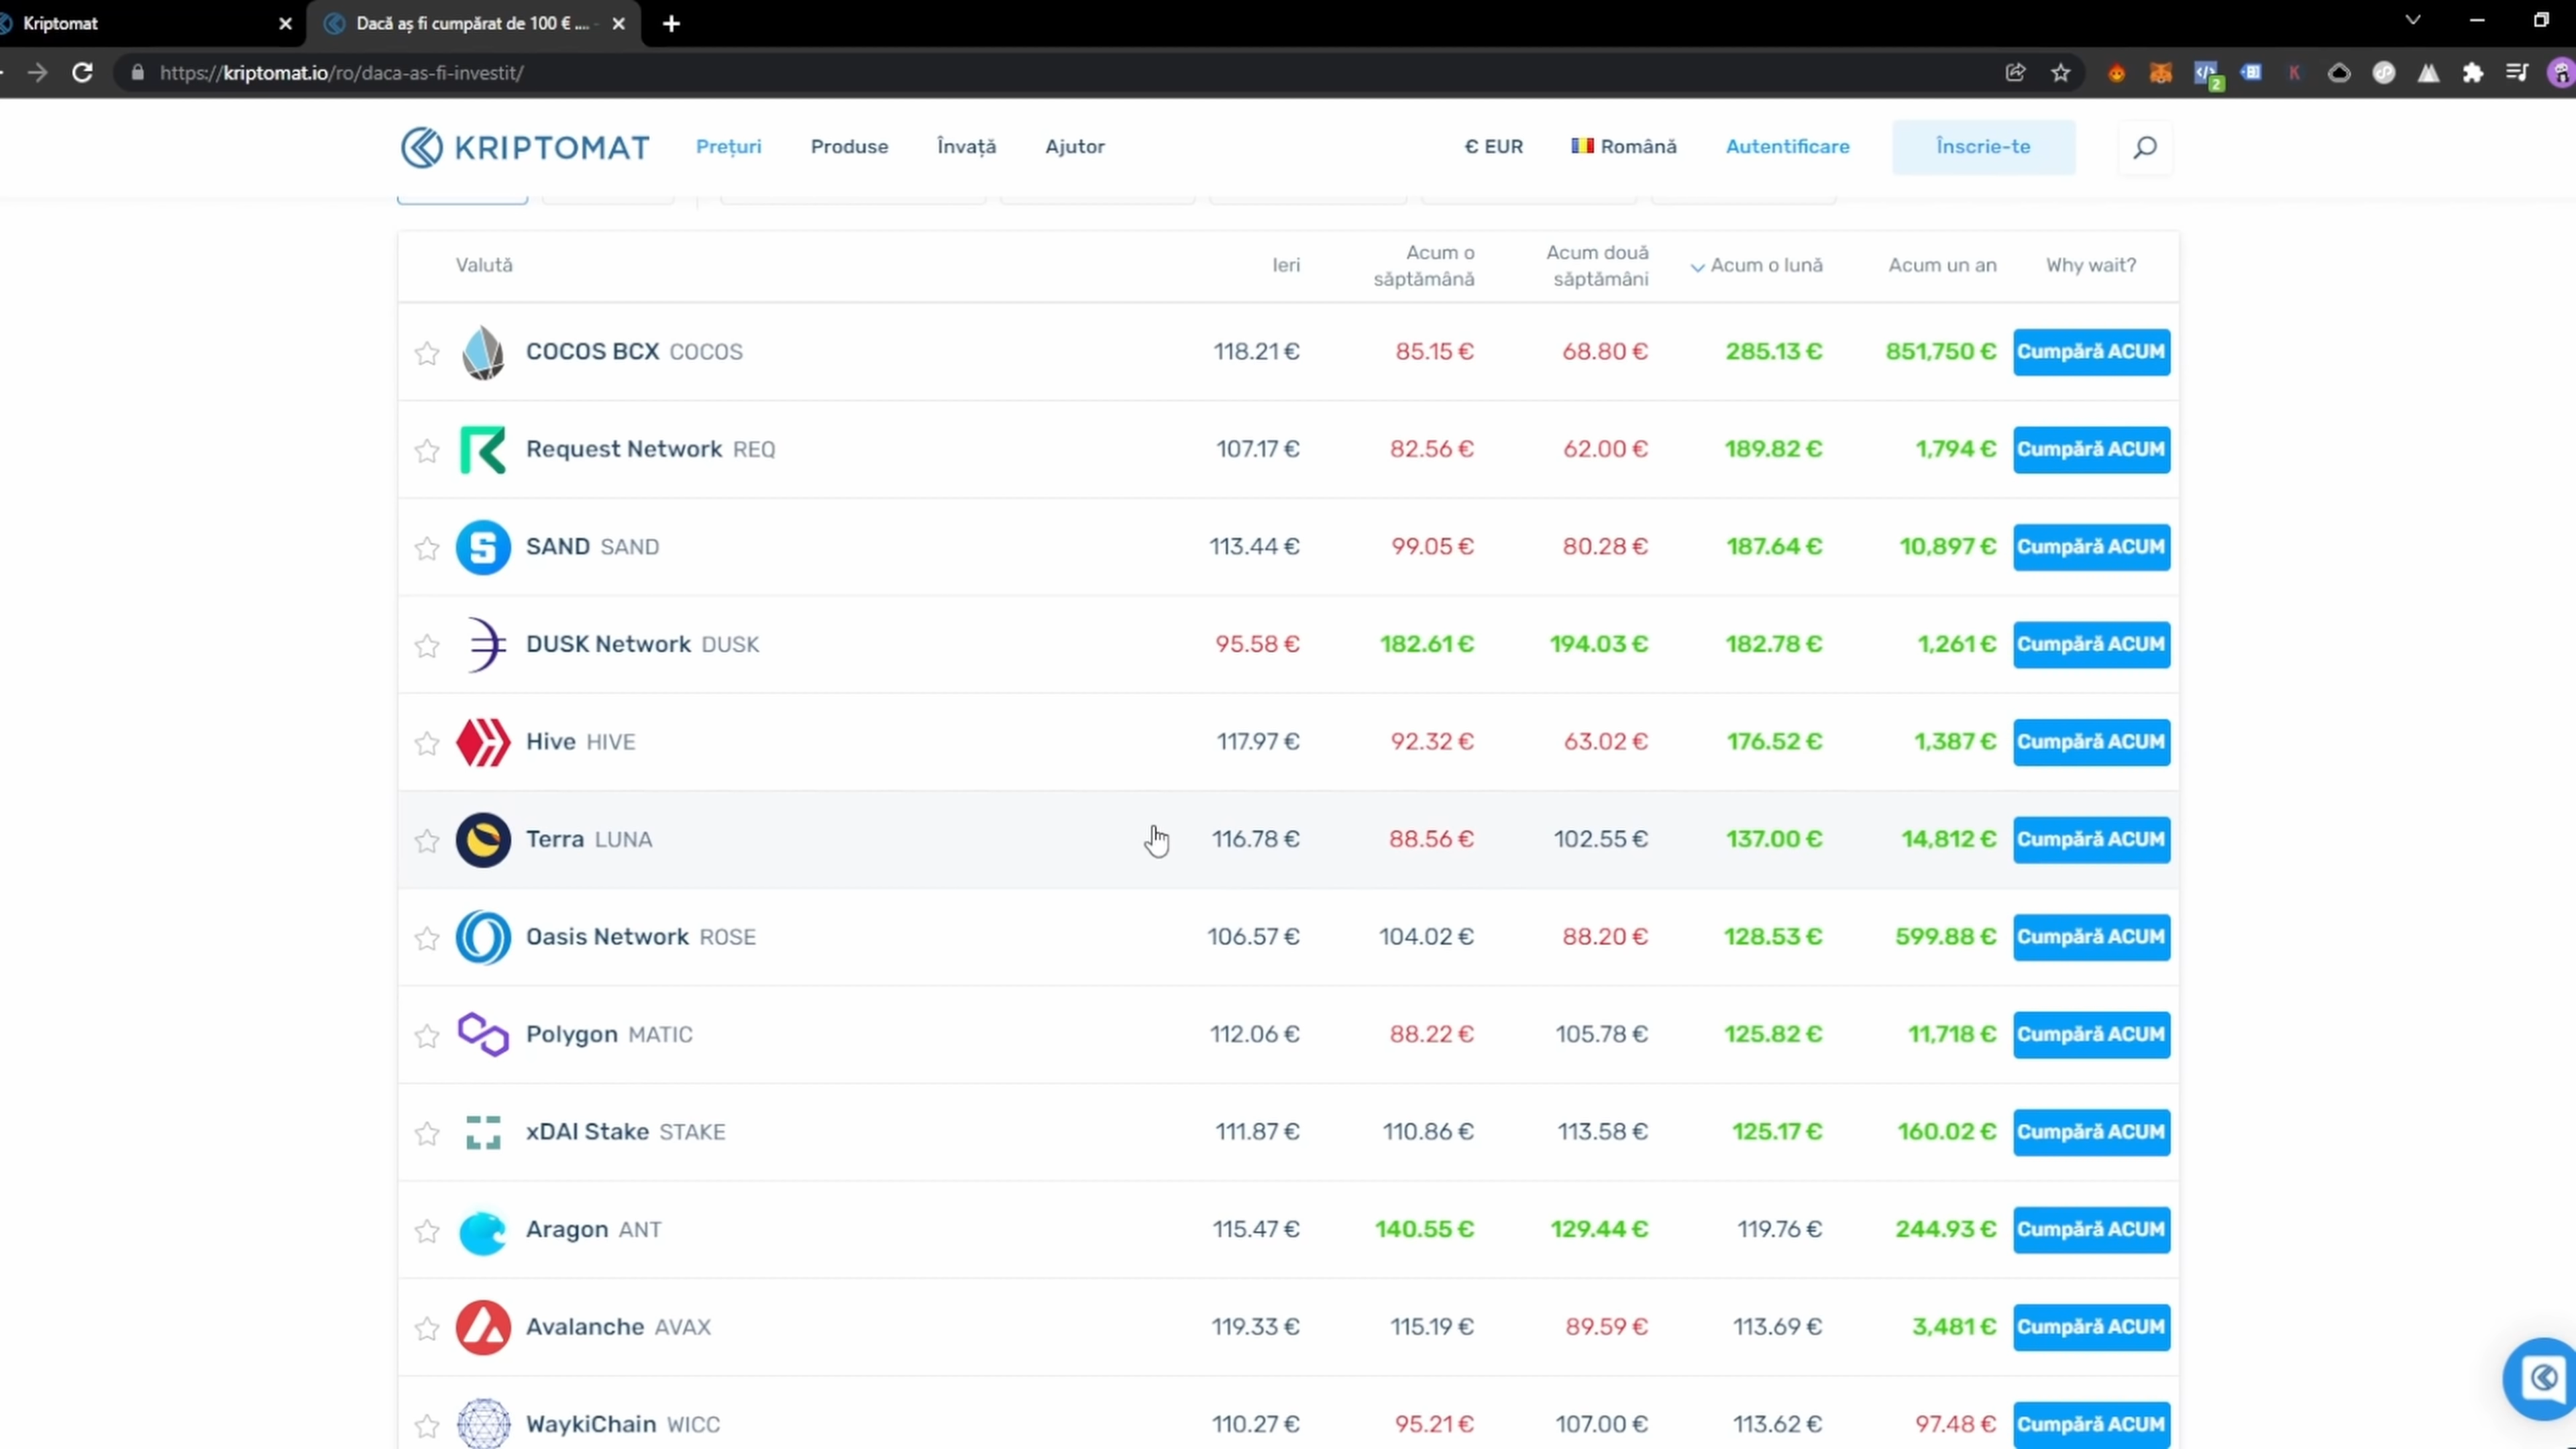 Kriptomat
Dacă aș fi cumpărat de 100 € ....
https://kriptomat.io/ro/daca-as-fi-investit/
2
KRIPTOMAT Prețuri Produse Învață Ajutor € EUR Română Autentificare Înscrie-te
Valută Ieri Acum o săptămână Acum două săptămâni Acum o lună Acum un an Why wait?
COCOS BCX COCOS 118.21 € 85.15 € 68.80 € 285.13 € 851,750 € Cumpără ACUM
Request Network REQ 107.17 € 82.56 € 62.00 € 189.82 € 1,794 € Cumpără ACUM
SAND SAND 113.44 € 99.05 € 80.28 € 187.64 € 10,897 € Cumpără ACUM
DUSK Network DUSK 95.58 € 182.61 € 194.03 € 182.78 € 1,261 € Cumpără ACUM
Hive HIVE 117.97 € 92.32 € 63.02 € 176.52 € 1,387 € Cumpără ACUM
Terra LUNA 116.78 € 88.56 € 102.55 € 137.00 € 14,812 € Cumpără ACUM
Oasis Network ROSE 106.57 € 104.02 € 88.20 € 128.53 € 599.88 € Cumpără ACUM
Polygon MATIC 112.06 € 88.22 € 105.78 € 125.82 € 11,718 € Cumpără ACUM
xDAI Stake STAKE 111.87 € 110.86 € 113.58 € 125.17 € 160.02 € Cumpără ACUM
Aragon ANT 115.47 € 140.55 € 129.44 € 119.76 € 244.93 € Cumpără ACUM
Avalanche AVAX 119.33 € 115.19 € 89.59 € 113.69 € 3,481 € Cumpără ACUM
WaykiChain WICC 110.27 € 95.21 € 107.00 € 113.62 € 97.48 € Cumpără ACUM